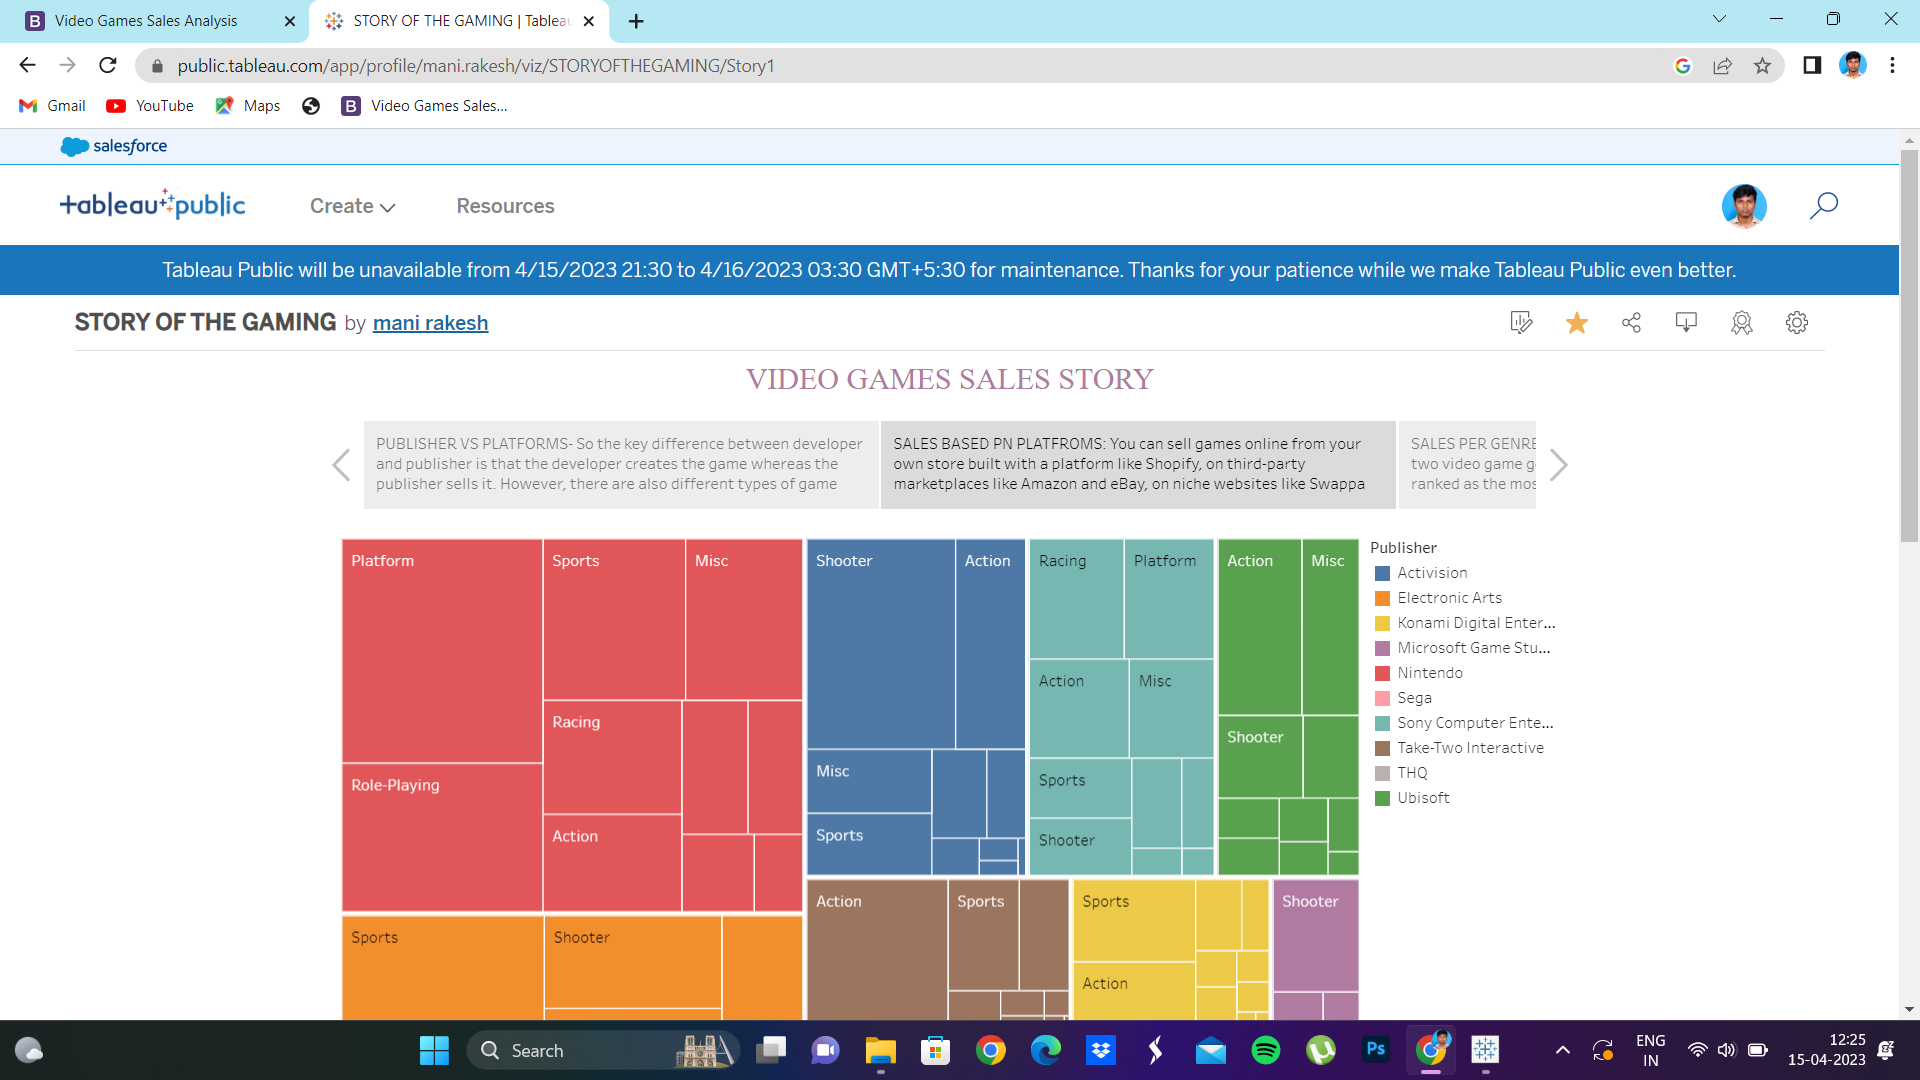 Video Games Sales Analysis
STORY OF THE GAMING | Tableau
public.tableau.com/app/profile/mani.rakesh/viz/STORYOFTHEGAMING/Story1
Gmail
YouTube
Maps
Video Games Sales...
salesforce
tableau public
Create
Resources
Tableau Public will be unavailable from 4/15/2023 21:30 to 4/16/2023 03:30 GMT+5:30 for maintenance. Thanks for your patience while we make Tableau Public even better.
STORY OF THE GAMING by mani rakesh
VIDEO GAMES SALES STORY
PUBLISHER VS PLATFORMS- So the key difference between developer
and publisher is that the developer creates the game whereas the
publisher sells it. However, there are also different types of game
SALES BASED PN PLATFROMS: You can sell games online from your
own store built with a platform like Shopify, on third-party
marketplaces like Amazon and eBay, on niche websites like Swappa
SALES PER GENRE
two video game g
ranked as the mos
Platform
Sports
Misc
Racing
Role-Playing
Action
Shooter
Action
Misc
Sports
Racing
Platform
Action
Misc
Sports
Shooter
Action
Misc
Shooter
Sports
Shooter
Action
Sports
Sports
Action
Shooter
Publisher
Activision
Electronic Arts
Konami Digital Enter...
Microsoft Game Stu...
Nintendo
Sega
Sony Computer Ente...
Take-Two Interactive
THQ
Ubisoft
Search
Ps
ENG
IN
12:25
15-04-2023